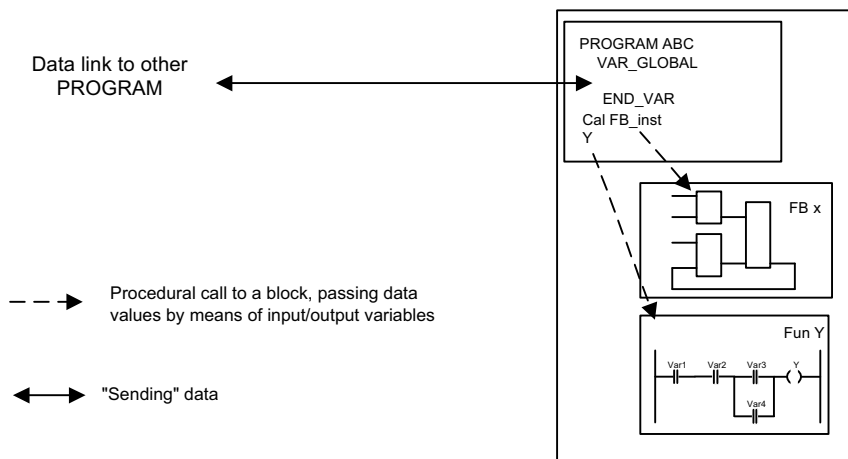 Data link to other
PROGRAM
PROGRAM ABC
VAR_GLOBAL
END_VAR
Cal FB_inst
Y
FB x
Procedural call to a block, passing data
values by means of input/output variables
"Sending" data
Fun Y
Var1 Var2 Var3 Y
Var4